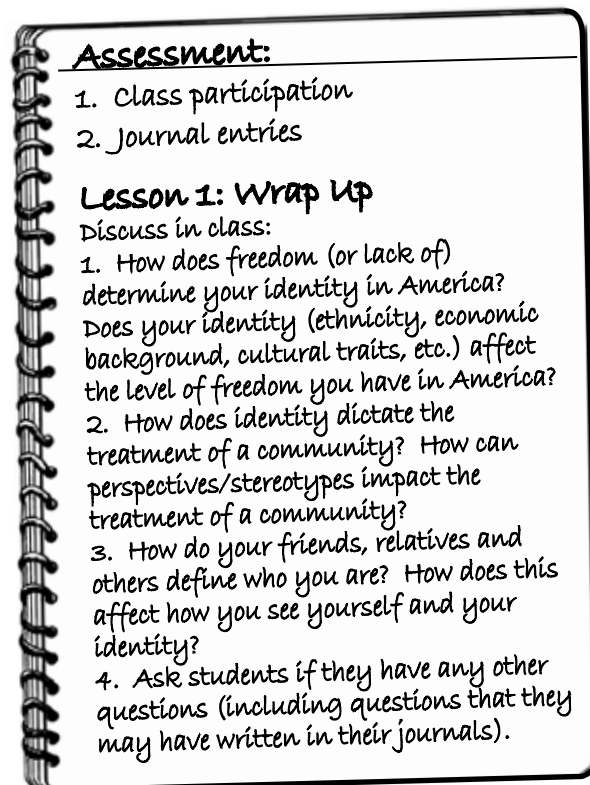 Assessment:
1. Class participation
2. Journal entries
Lesson 1: Wrap Up
Discuss in class:
1. How does freedom (or lack of)
determine your identity in America?
Does your identity (ethnicity, economic
background, cultural traits, etc.) affect
the level of freedom you have in America?
2. How does identity dictate the
treatment of a community? How can
perspectives/stereotypes impact the
treatment of a community?
3. How do your friends, relatives and
others define who you are? How does this
affect how you see yourself and your
identity?
4. Ask students if they have any other
questions (including questions that they
may have written in their journals).